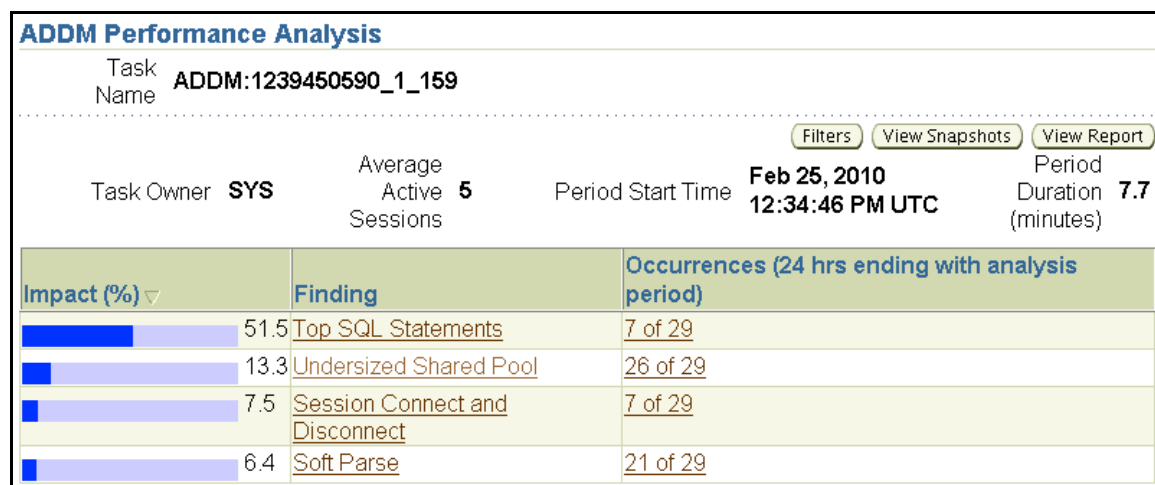 ADDM Performance Analysis
Task Name ADDM:1239450590_1_159
Filters View Snapshots View Report
Task Owner SYS Average Active Sessions 5 Period Start Time Feb 25, 2010 12:34:46 PM UTC Period Duration (minutes) 7.7
Impact (%) Finding Occurrences (24 hrs ending with analysis period)
51.5 Top SQL Statements 7 of 29
13.3 Undersized Shared Pool 26 of 29
7.5 Session Connect and Disconnect 7 of 29
6.4 Soft Parse 21 of 29